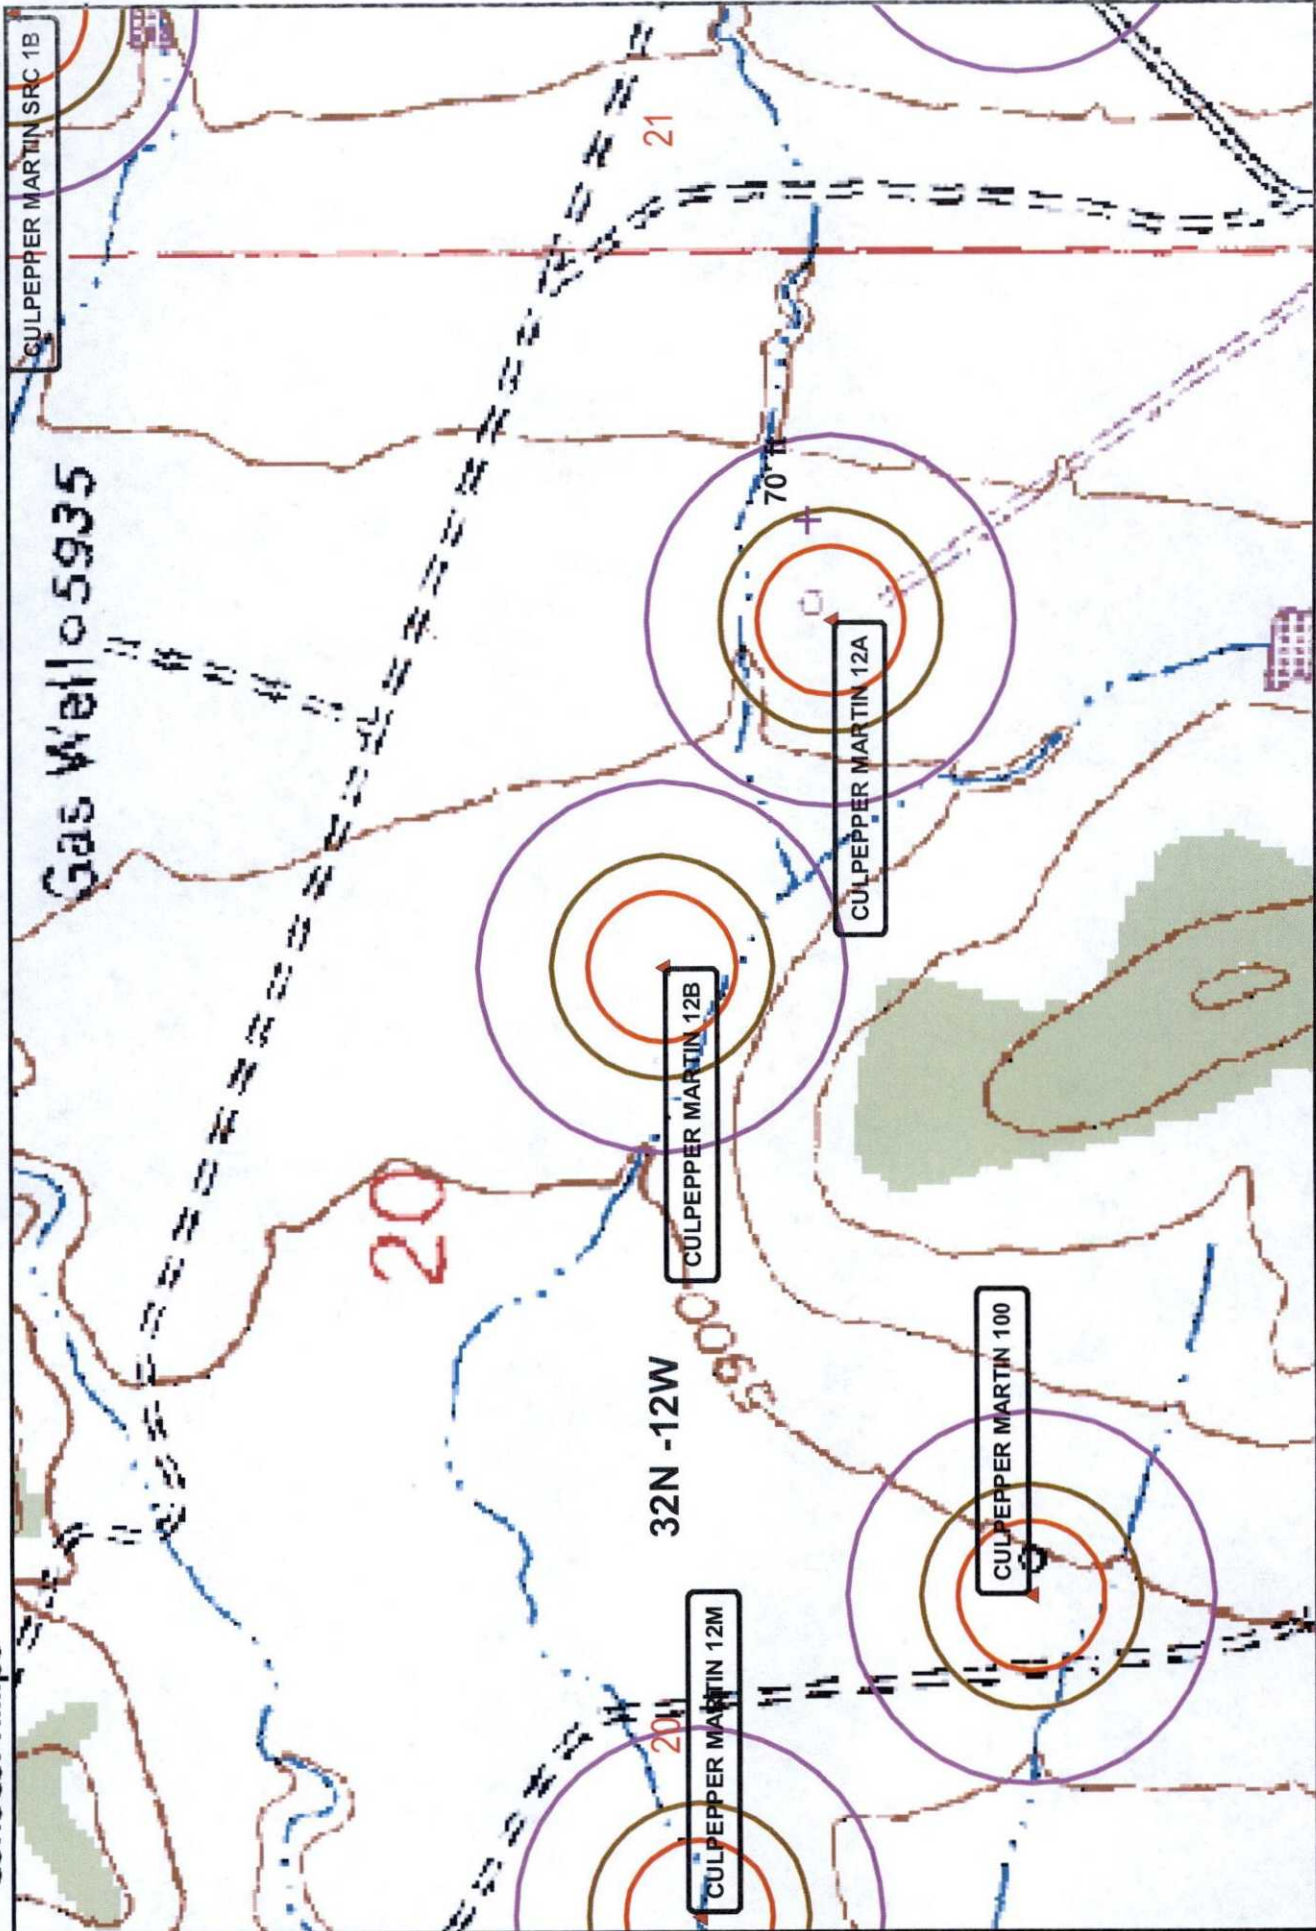 CULPEPPER MARTIN SRC 1B
Gas Well 5935
21
70 ft
CULPEPPER MARTIN 12A
CULPEPPER MARTIN 12B
20
5900
32N -12W
CULPEPPER MARTIN 100
20
CULPEPPER MARTIN 12M